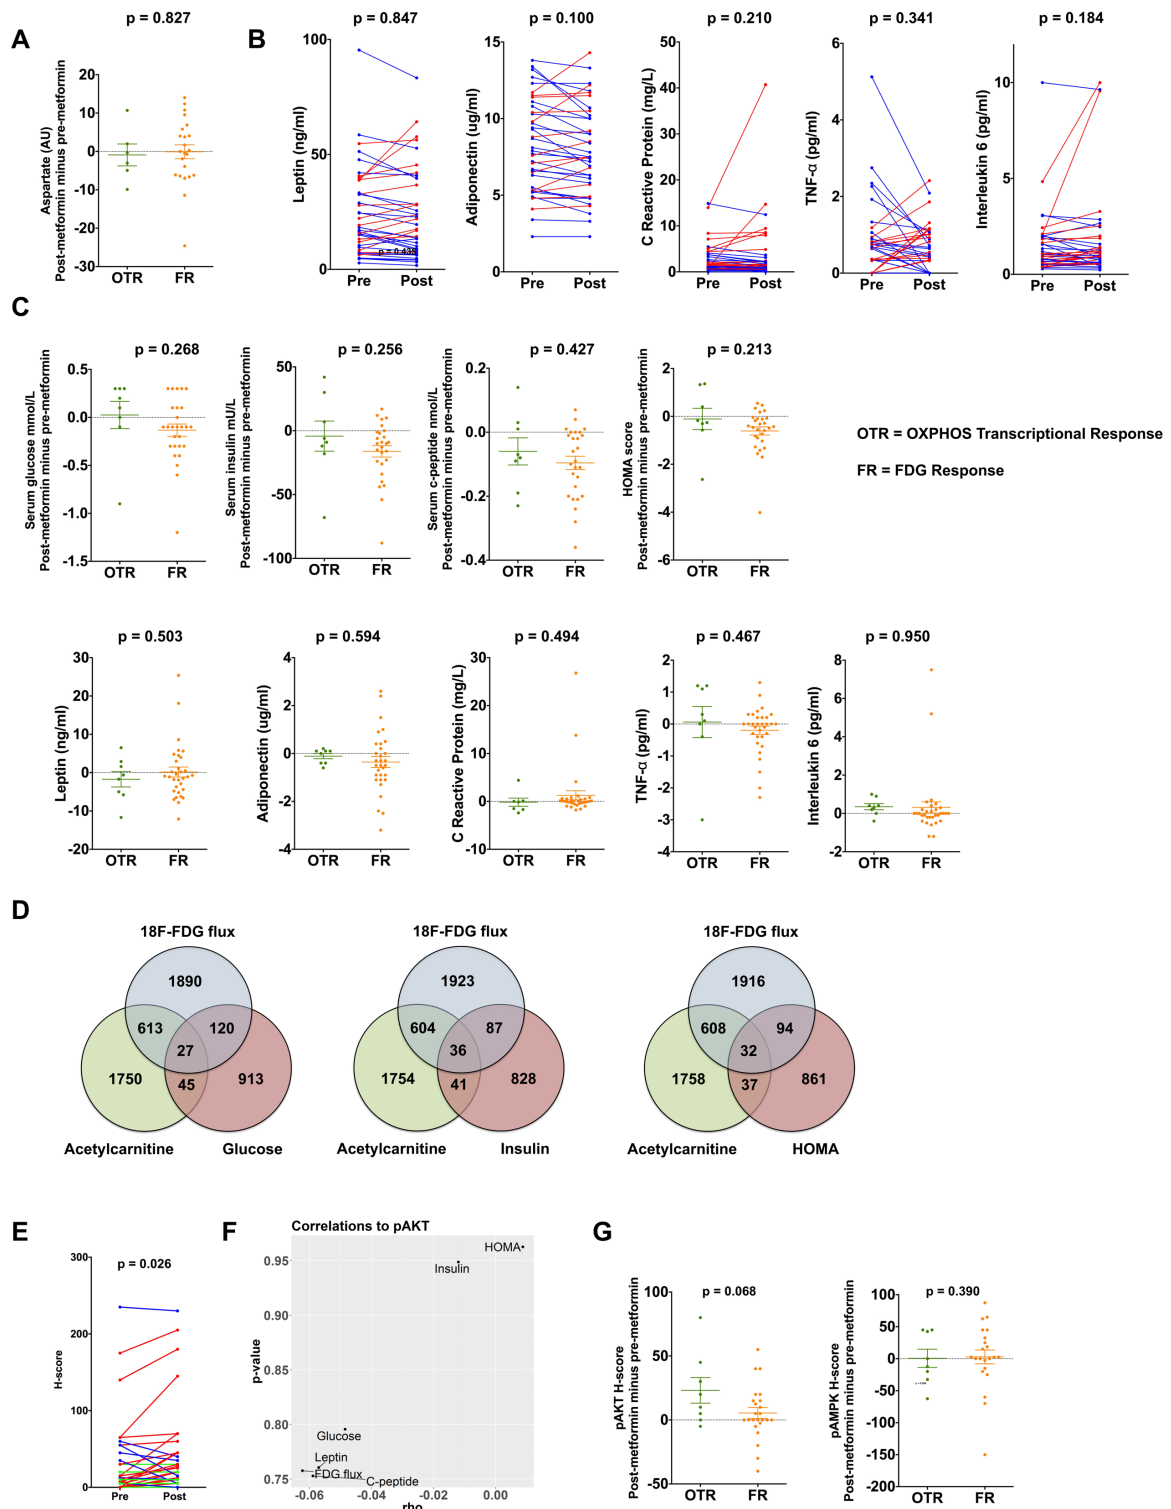 A
p = 0.827
Aspartate (AU)
Post-metformin minus pre-metformin
20
10
0
-10
-20
-30
OTR FR
B
p = 0.847
Leptin (ng/ml)
100
50
0
p = 0.438
Pre Post
p = 0.100
Adiponectin (ug/ml)
15
10
5
0
Pre Post
p = 0.210
C Reactive Protein (mg/L)
50
40
30
20
10
0
Pre Post
p = 0.341
TNF-α (pg/ml)
6
4
2
0
Pre Post
p = 0.184
Interleukin 6 (pg/ml)
10
5
0
Pre Post
C
p = 0.268
Serum glucose mmol/L
Post-metformin minus pre-metformin
0.5
0.0
-0.5
-1.0
-1.5
OTR FR
p = 0.256
Serum insulin mU/L
Post-metformin minus pre-metformin
50
0
-50
-100
OTR FR
p = 0.427
Serum c-peptide nmol/L
Post-metformin minus pre-metformin
0.2
0.0
-0.2
-0.4
OTR FR
p = 0.213
HOMA score
Post-metformin minus pre-metformin
2
0
-2
-4
-6
OTR FR
OTR = OXPHOS Transcriptional Response
FR = FDG Response
p = 0.503
Leptin (ng/ml)
30
20
10
0
-10
-20
OTR FR
p = 0.594
Adiponectin (ug/ml)
4
2
0
-2
-4
OTR FR
p = 0.494
C Reactive Protein (mg/L)
30
20
10
0
-10
OTR FR
p = 0.467
TNF-α (pg/ml)
2
1
0
-1
-2
-3
-4
OTR FR
p = 0.950
Interleukin 6 (pg/ml)
8
6
4
2
0
-2
OTR FR
D
18F-FDG flux
1890
613 120
27
1750 45 913
Acetylcarnitine Glucose
18F-FDG flux
1923
604 87
36
1754 41 828
Acetylcarnitine Insulin
18F-FDG flux
1916
608 94
32
1758 37 861
Acetylcarnitine HOMA
E
p = 0.026
H-score
300
200
100
0
Pre Post
F
Correlations to pAKT
p-value
0.95
0.90
0.85
0.80
0.75
HOMA
Insulin
Glucose
Leptin
FDG flux
C-peptide
-0.06 -0.04 -0.02 0.00
rho
G
p = 0.068
pAKT H-score
Post-metformin minus pre-metformin
100
50
0
-50
OTR FR
p = 0.390
pAMPK H-score
Post-metformin minus pre-metformin
100
50
0
-50
-100
-150
-200
OTR FR